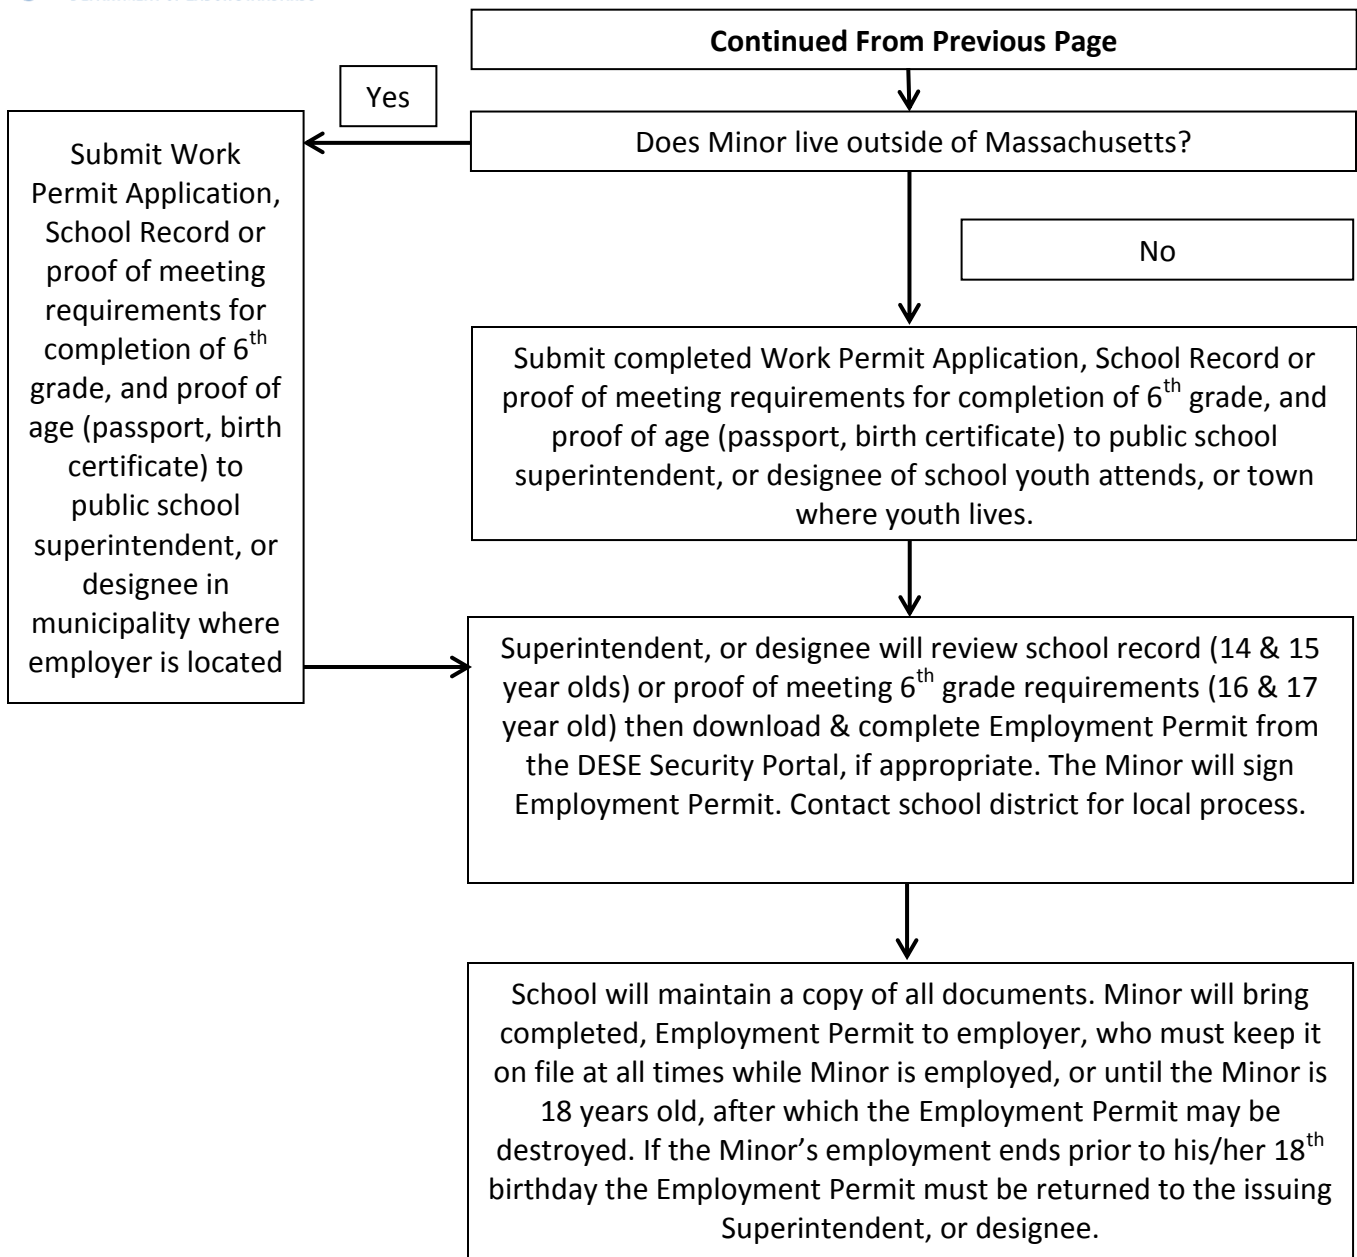 Continued From Previous Page
Yes
Does Minor live outside of Massachusetts?
Submit Work
Permit Application,
School Record or
proof of meeting
requirements for
completion of 6th
grade, and proof of
age (passport, birth
certificate) to
public school
superintendent, or
designee in
municipality where
employer is located
No
Submit completed Work Permit Application, School Record or
proof of meeting requirements for completion of 6th grade, and
proof of age (passport, birth certificate) to public school
superintendent, or designee of school youth attends, or town
where youth lives.
Superintendent, or designee will review school record (14 & 15
year olds) or proof of meeting 6th grade requirements (16 & 17
year old) then download & complete Employment Permit from
the DESE Security Portal, if appropriate. The Minor will sign
Employment Permit. Contact school district for local process.
School will maintain a copy of all documents. Minor will bring
completed, Employment Permit to employer, who must keep it
on file at all times while Minor is employed, or until the Minor is
18 years old, after which the Employment Permit may be
destroyed. If the Minor’s employment ends prior to his/her 18th
birthday the Employment Permit must be returned to the issuing
Superintendent, or designee.